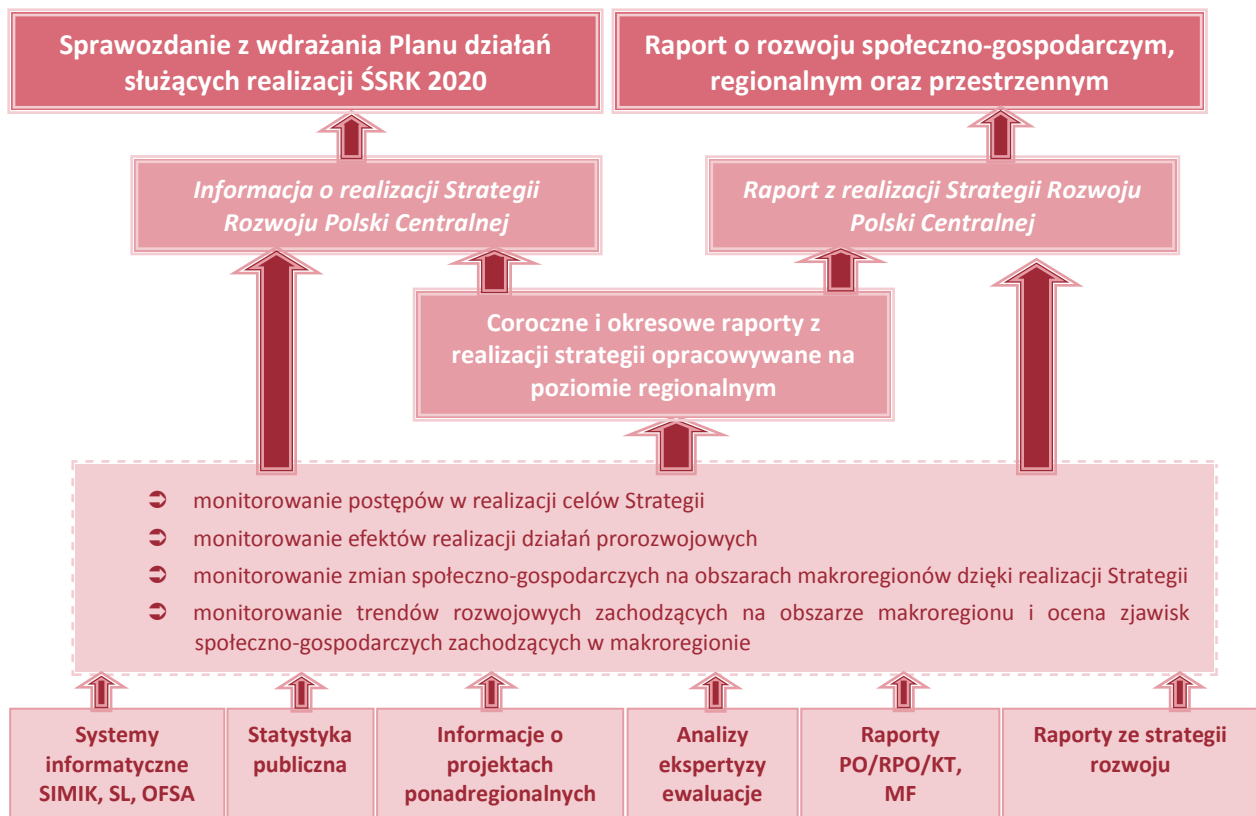 Sprawozdanie z wdrażania Planu działań
służących realizacji ŚSRK 2020
Raport o rozwoju społeczno-gospodarczym,
regionalnym oraz przestrzennym
Informacja o realizacji Strategii
Rozwoju Polski Centralnej
Raport z realizacji Strategii Rozwoju
Polski Centralnej
Coroczne i okresowe raporty z
realizacji strategii opracowywane na
poziomie regionalnym
➲ monitorowanie postępów w realizacji celów Strategii
➲ monitorowanie efektów realizacji działań prorozwojowych
➲ monitorowanie zmian społeczno-gospodarczych na obszarach makroregionów dzięki realizacji Strategii
➲ monitorowanie trendów rozwojowych zachodzących na obszarze makroregionu i ocena zjawisk
społeczno-gospodarczych zachodzących w makroregionie
Systemy
informatyczne
SIMIK, SL, OFSA
Statystyka
publiczna
Informacje o
projektach
ponadregionalnych
Analizy
ekspertyzy
ewaluacje
Raporty
PO/RPO/KT,
MF
Raporty ze strategii
rozwoju